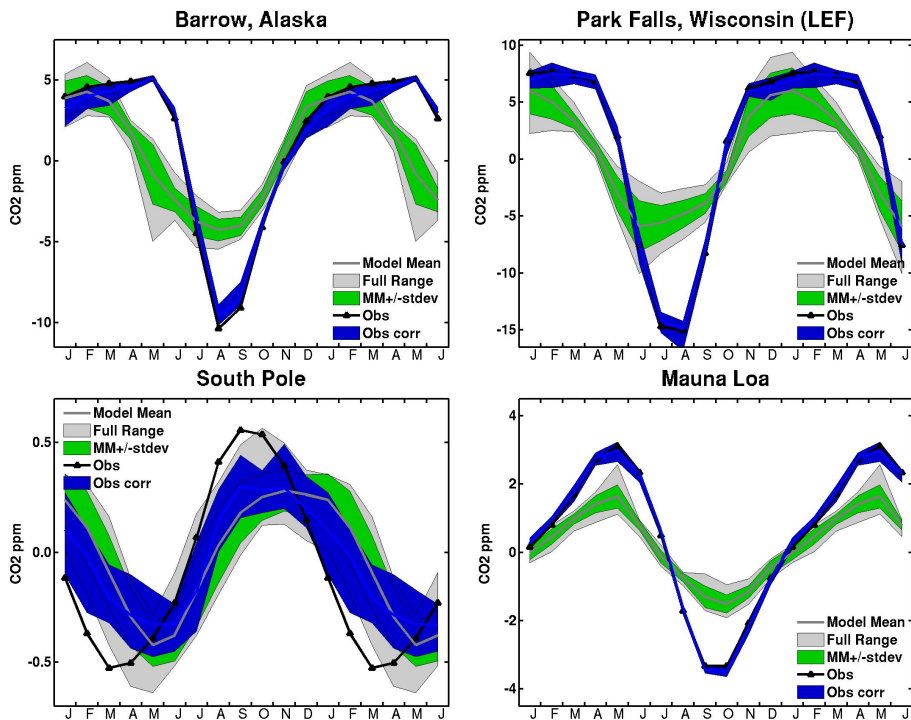 Barrow, Alaska
CO2 ppm
5
0
-5
-10
Model Mean
Full Range
MM+/-stdev
Obs
Obs corr
J F M A M J J A S O N D J F M A M J
Park Falls, Wisconsin (LEF)
CO2 ppm
10
5
0
-5
-10
-15
Model Mean
Full Range
MM+/-stdev
Obs
Obs corr
J F M A M J J A S O N D J F M A M J
South Pole
CO2 ppm
0.5
0.0
-0.5
Model Mean
Full Range
MM+/-stdev
Obs
Obs corr
J F M A M J J A S O N D J F M A M J
Mauna Loa
CO2 ppm
4
2
0
-2
-4
Model Mean
Full Range
MM+/-stdev
Obs
Obs corr
J F M A M J J A S O N D J F M A M J